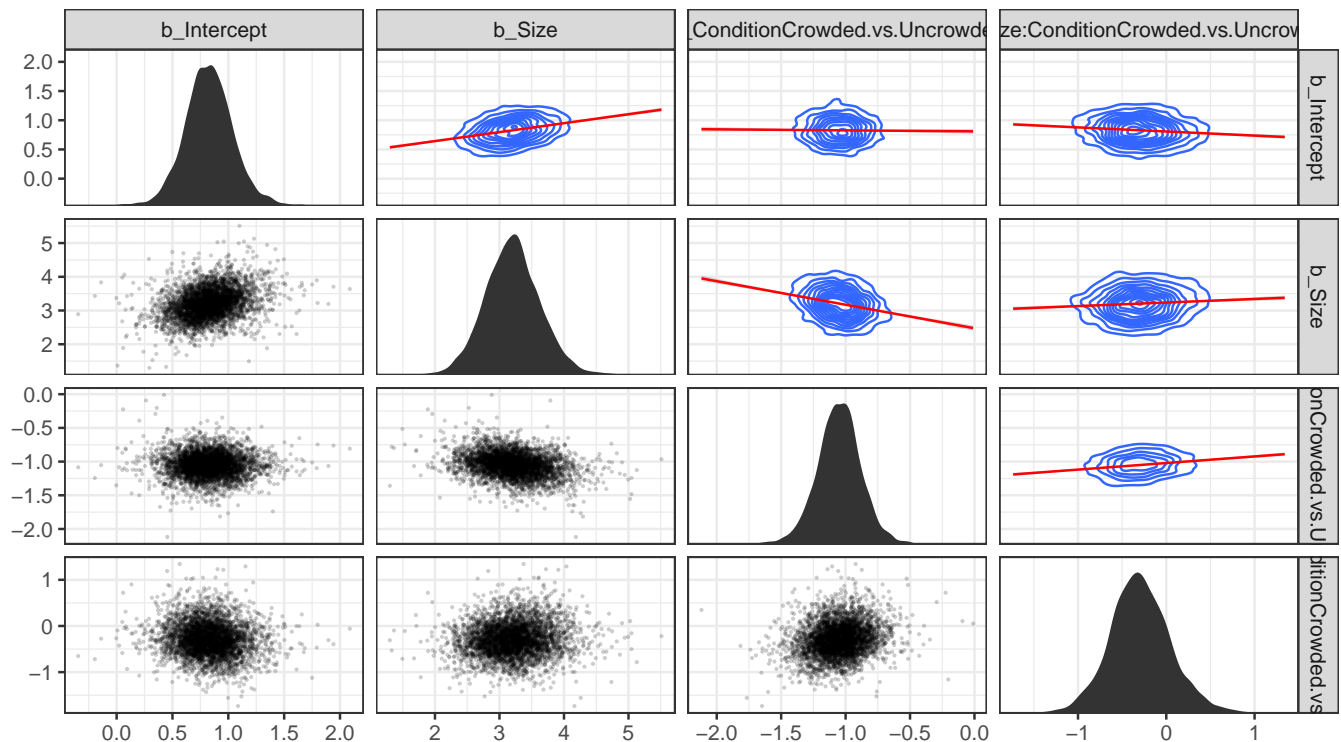 b_Intercept
b_Size
_ConditionCrowded.vs.Uncrowde
ze:ConditionCrowded.vs.Uncrow
2.0
1.5
1.0
0.5
0.0
b_Intercept
5
4
3
2
b_Size
0.0
−0.5
−1.0
−1.5
−2.0
onCrowded.vs.U
1
0
−1
ditionCrowded.vs
0.0 0.5 1.0 1.5 2.0
2 3 4 5
−2.0 −1.5 −1.0 −0.5 0.0
−1 0 1